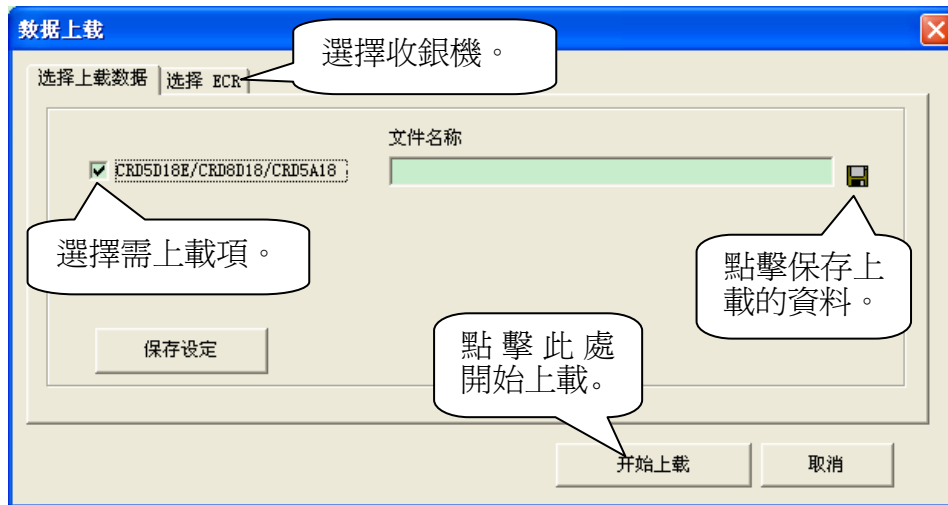 数据上载
選擇收銀機。
选择上载数据
选择 ECR
文件名称
CRD5D18E/CRD8D18/CRD5A18
選擇需上載項。
點擊保存上
載的資料。
點擊此處
開始上載。
保存设定
开始上载
取消